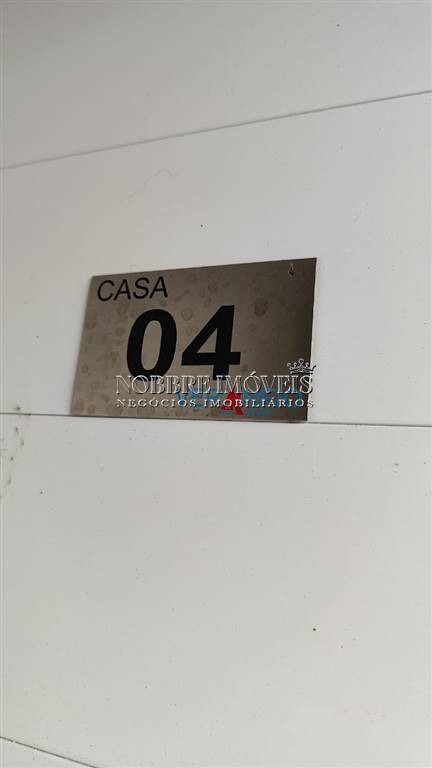 CASA
04
NOBBRE IMÓVEIS
NEGÓCIOS IMOBILIÁRIOS